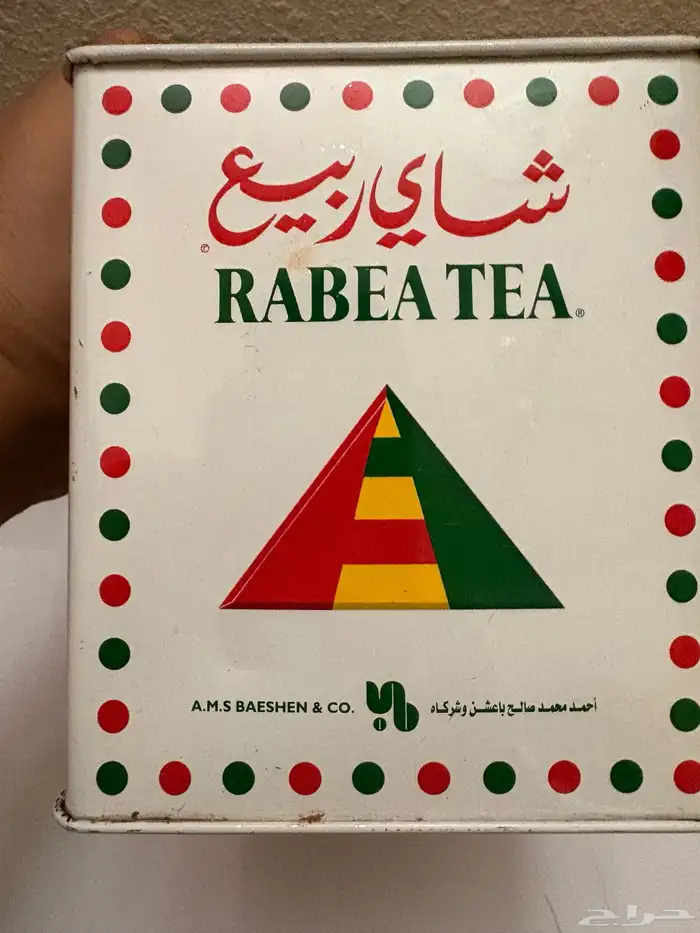 شاي ربيع
©
RABEA TEA®
A.M.S BAESHEN & CO.
أحمد محمد صالح باعشن وشركاه
حراج